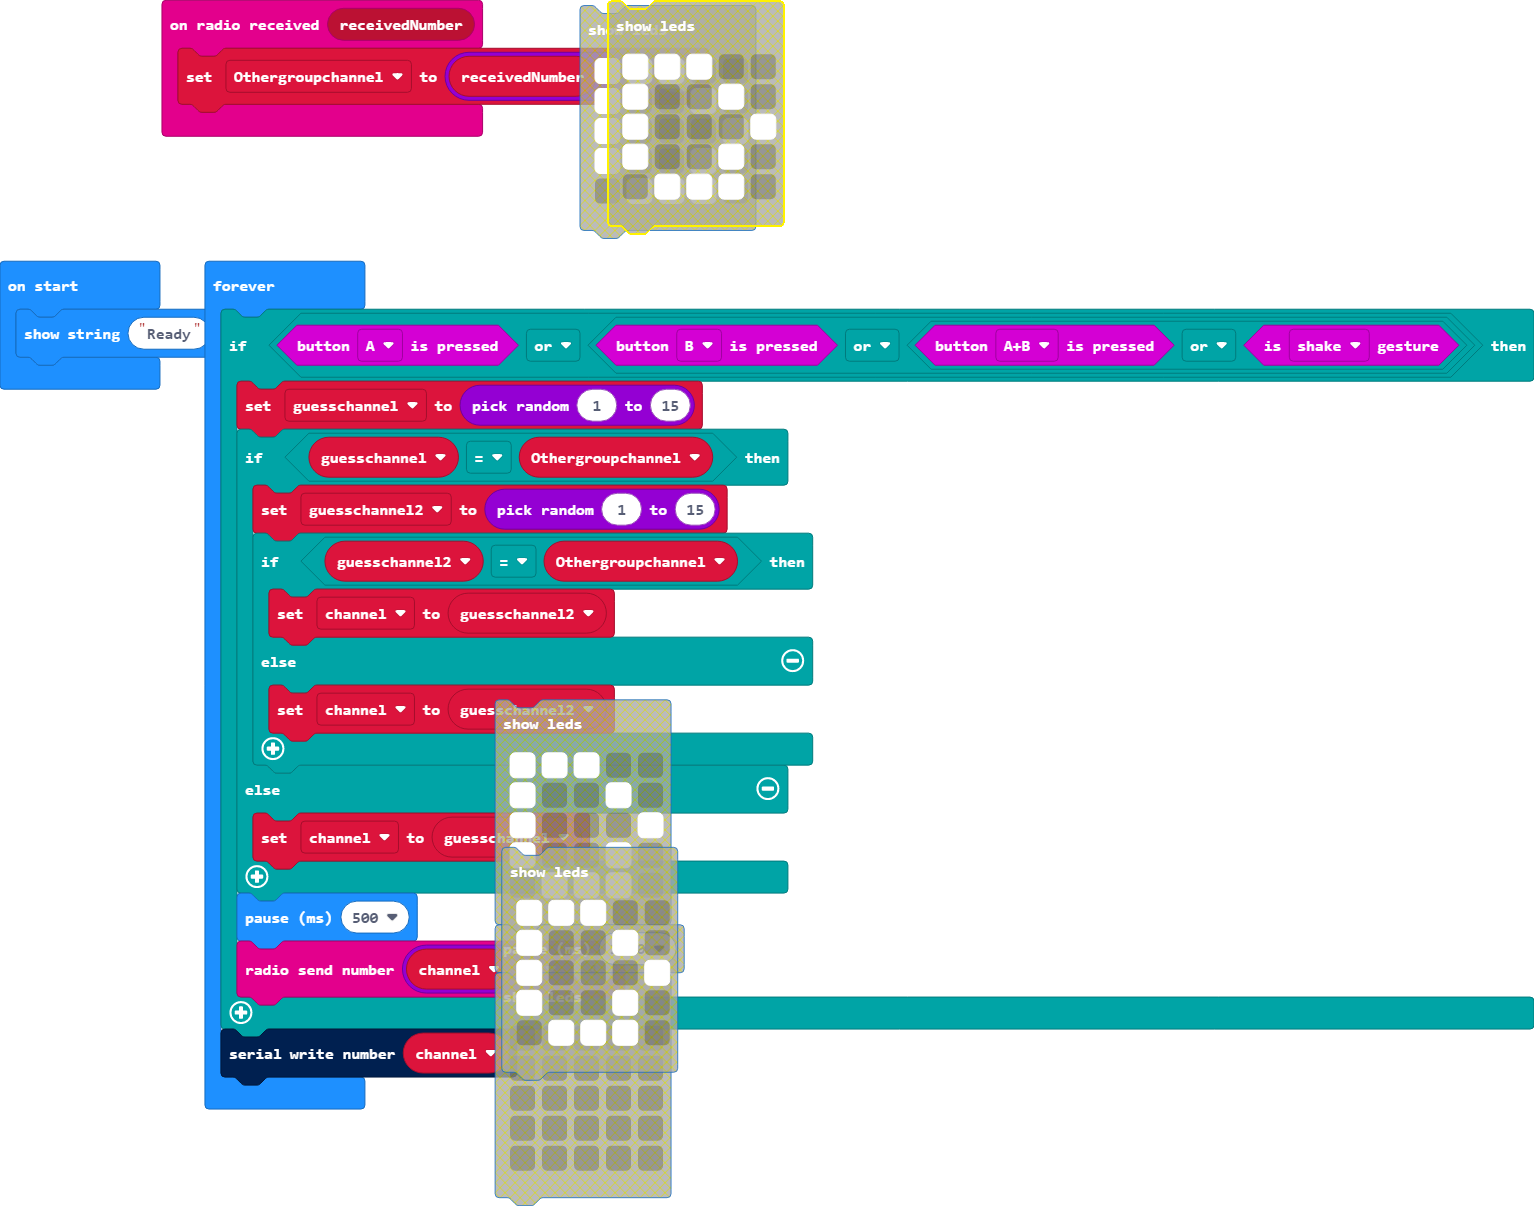 on radio received receivedNumber
show leds
set Othergroupchannel to receivedNumber
on start
forever
show string "Ready"
if button A is pressed or button B is pressed or button A+B is pressed or is shake gesture then
set guesschannel to pick random 1 to 15
if guesschannel = Othergroupchannel then
set guesschannel2 to pick random 1 to 15
if guesschannel2 = Othergroupchannel then
set channel to guesschannel2
else
set channel to guesschannel2
show leds
else
set channel to guesschannel
show leds
pause (ms) 500
radio send number channel
serial write number channel